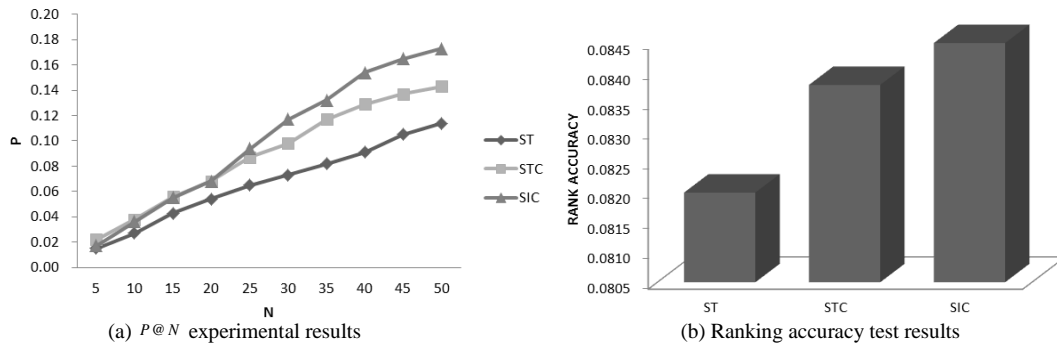 0.20
0.18
0.16
0.14
0.12
0.10
0.08
0.06
0.04
0.02
0.00
P
5 10 15 20 25 30 35 40 45 50
N
ST
STC
SIC
(a) P@N experimental results
0.0845
0.0840
0.0835
0.0830
0.0825
0.0820
0.0815
0.0810
0.0805
RANK ACCURACY
ST STC SIC
(b) Ranking accuracy test results